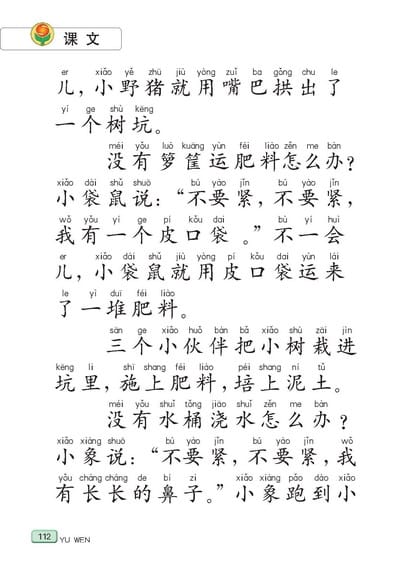 课文
er xiǎo yě zhū jiù yòng zuǐ ba gǒng chu le
儿，小野猪就用嘴巴拱出了
yí ge shù kēng
一个树坑。
méi yǒu luó kuāng yùn féi liào zěn me bàn
没有箩筐运肥料怎么办？
xiǎo dài shǔ shuō bú yào jǐn bú yào jǐn
小袋鼠说：“不要紧，不要紧，
wǒ yǒu yí ge pí kǒu dai bù yí huì
我有一个皮口袋。”不一会
er xiǎo dài shǔ jiù yòng pí kǒu dai yùn lái
儿，小袋鼠就用皮口袋运来
le yì duī féi liào
了一堆肥料。
sān ge xiǎo huǒ bàn bǎ xiǎo shù zāi jìn
三个小伙伴把小树栽进
kēng li shī shang féi liào péi shang ní tǔ
坑里，施上肥料，培上泥土。
méi yǒu shuǐ tǒng jiāo shuǐ zěn me bàn
没有水桶浇水怎么办？
xiǎo xiàng shuō bú yào jǐn bú yào jǐn wǒ
小象说：“不要紧，不要紧，我
yǒu cháng cháng de bí zi xiǎo xiàng pǎo dào xiǎo
有长长的鼻子。”小象跑到小
112 YU WEN